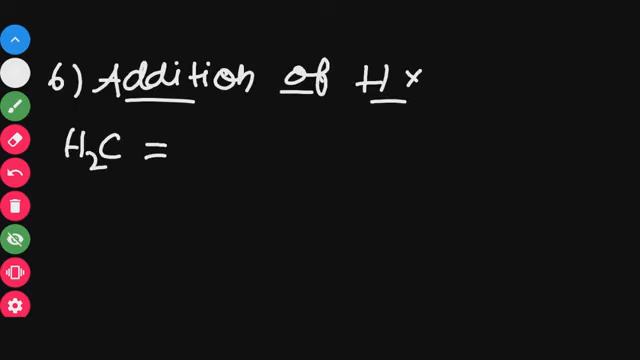 6) Addition of Hx
H₂C =